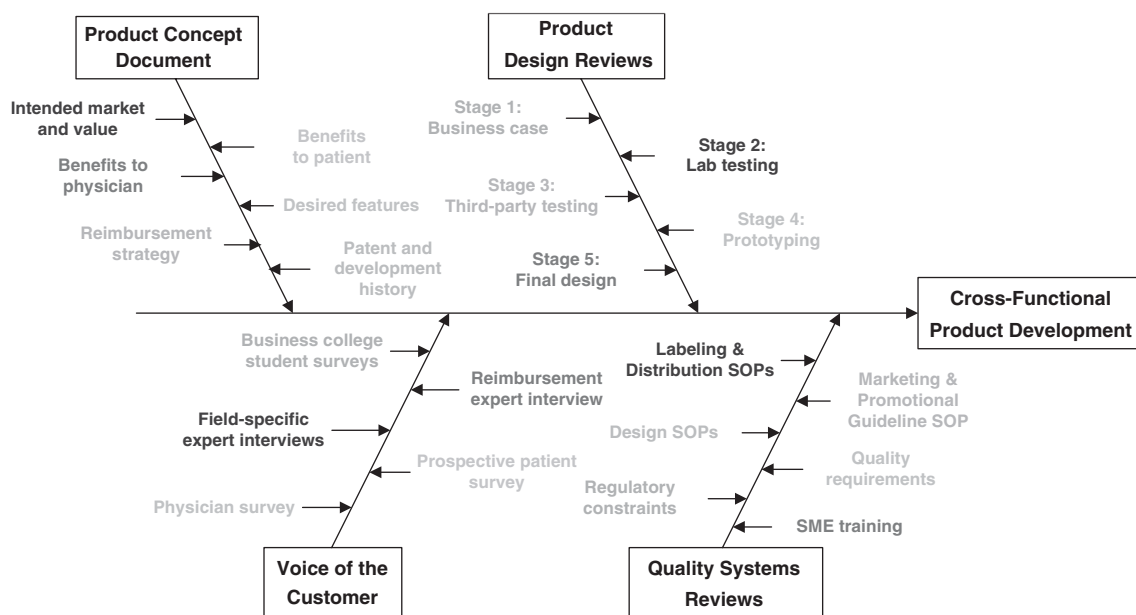 Product Concept
Document
Product
Design Reviews
Intended market
and value
Benefits
to patient
Benefits to
physician
Desired features
Reimbursement
strategy
Patent and
development
history
Stage 1:
Business case
Stage 2:
Lab testing
Stage 3:
Third-party testing
Stage 4:
Prototyping
Stage 5:
Final design
Cross-Functional
Product Development
Business college
student surveys
Reimbursement
expert interview
Field-specific
expert interviews
Prospective patient
survey
Physician survey
Labeling &
Distribution SOPs
Marketing &
Promotional
Guideline SOP
Design SOPs
Quality
requirements
Regulatory
constraints
SME training
Voice of the
Customer
Quality Systems
Reviews